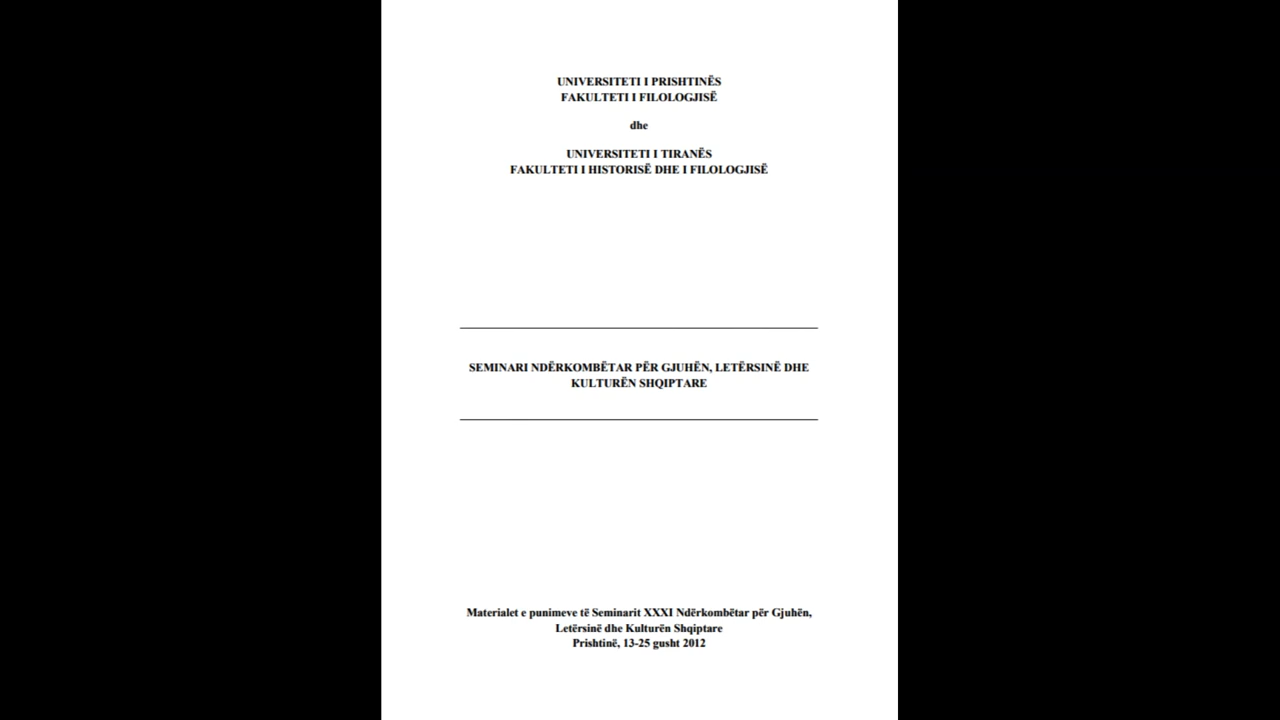 UNIVERSITETI I PRISHTINËS
FAKULTETI I FILOLOGJISË
dhe
UNIVERSITETI I TIRANËS
FAKULTETI I HISTORISË DHE I FILOLOGJISË
SEMINARI NDËRKOMBËTAR PËR GJUHËN, LETËRSINË DHE
KULTURËN SHQIPTARE
Materialet e punimeve të Seminarit XXXI Ndërkombëtar për Gjuhën,
Letërsinë dhe Kulturën Shqiptare
Prishtinë, 13-25 gusht 2012